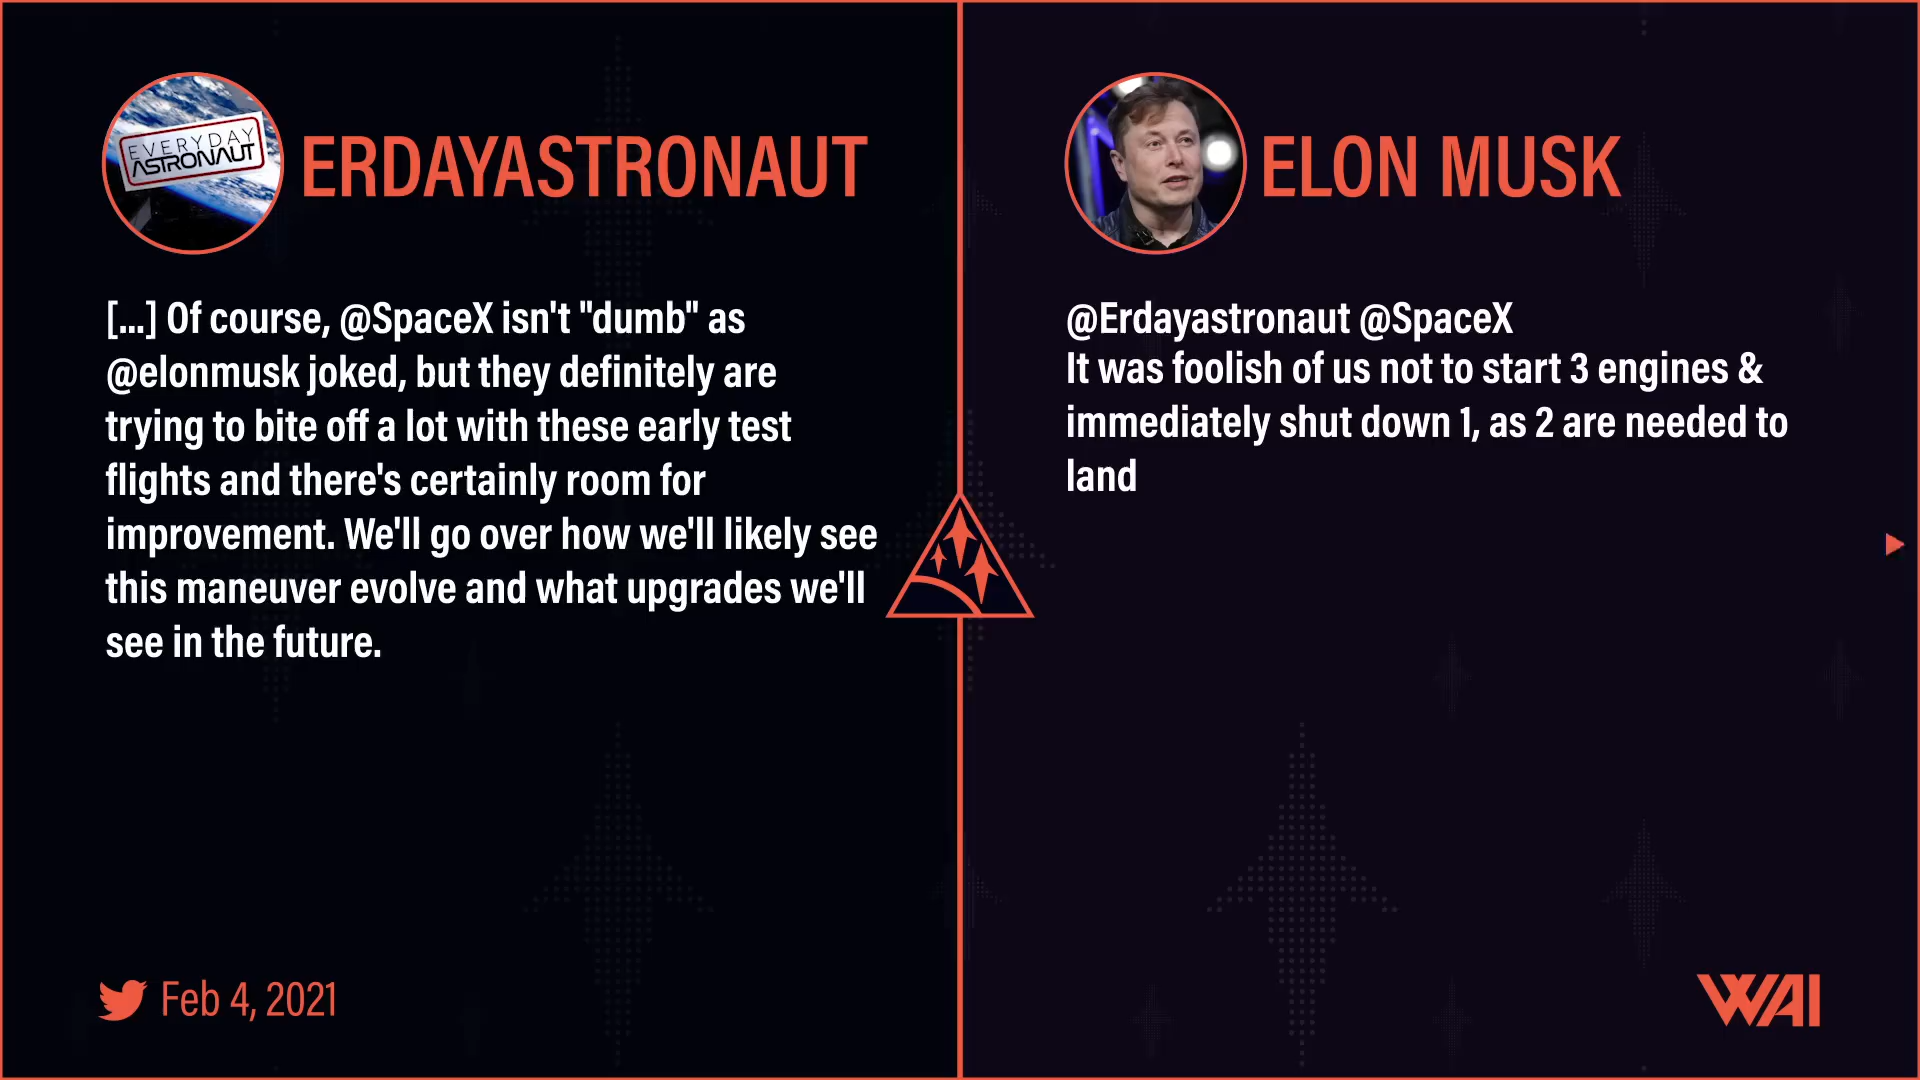 EVERYDAY
ASTRONAUT
ERDAYASTRONAUT
[...] Of course, @SpaceX isn't "dumb" as
@elonmusk joked, but they definitely are
trying to bite off a lot with these early test
flights and there's certainly room for
improvement. We'll go over how we'll likely see
this maneuver evolve and what upgrades we'll
see in the future.
Feb 4, 2021
ELON MUSK
@Erdayastronaut @SpaceX
It was foolish of us not to start 3 engines &
immediately shut down 1, as 2 are needed to
land
WAI